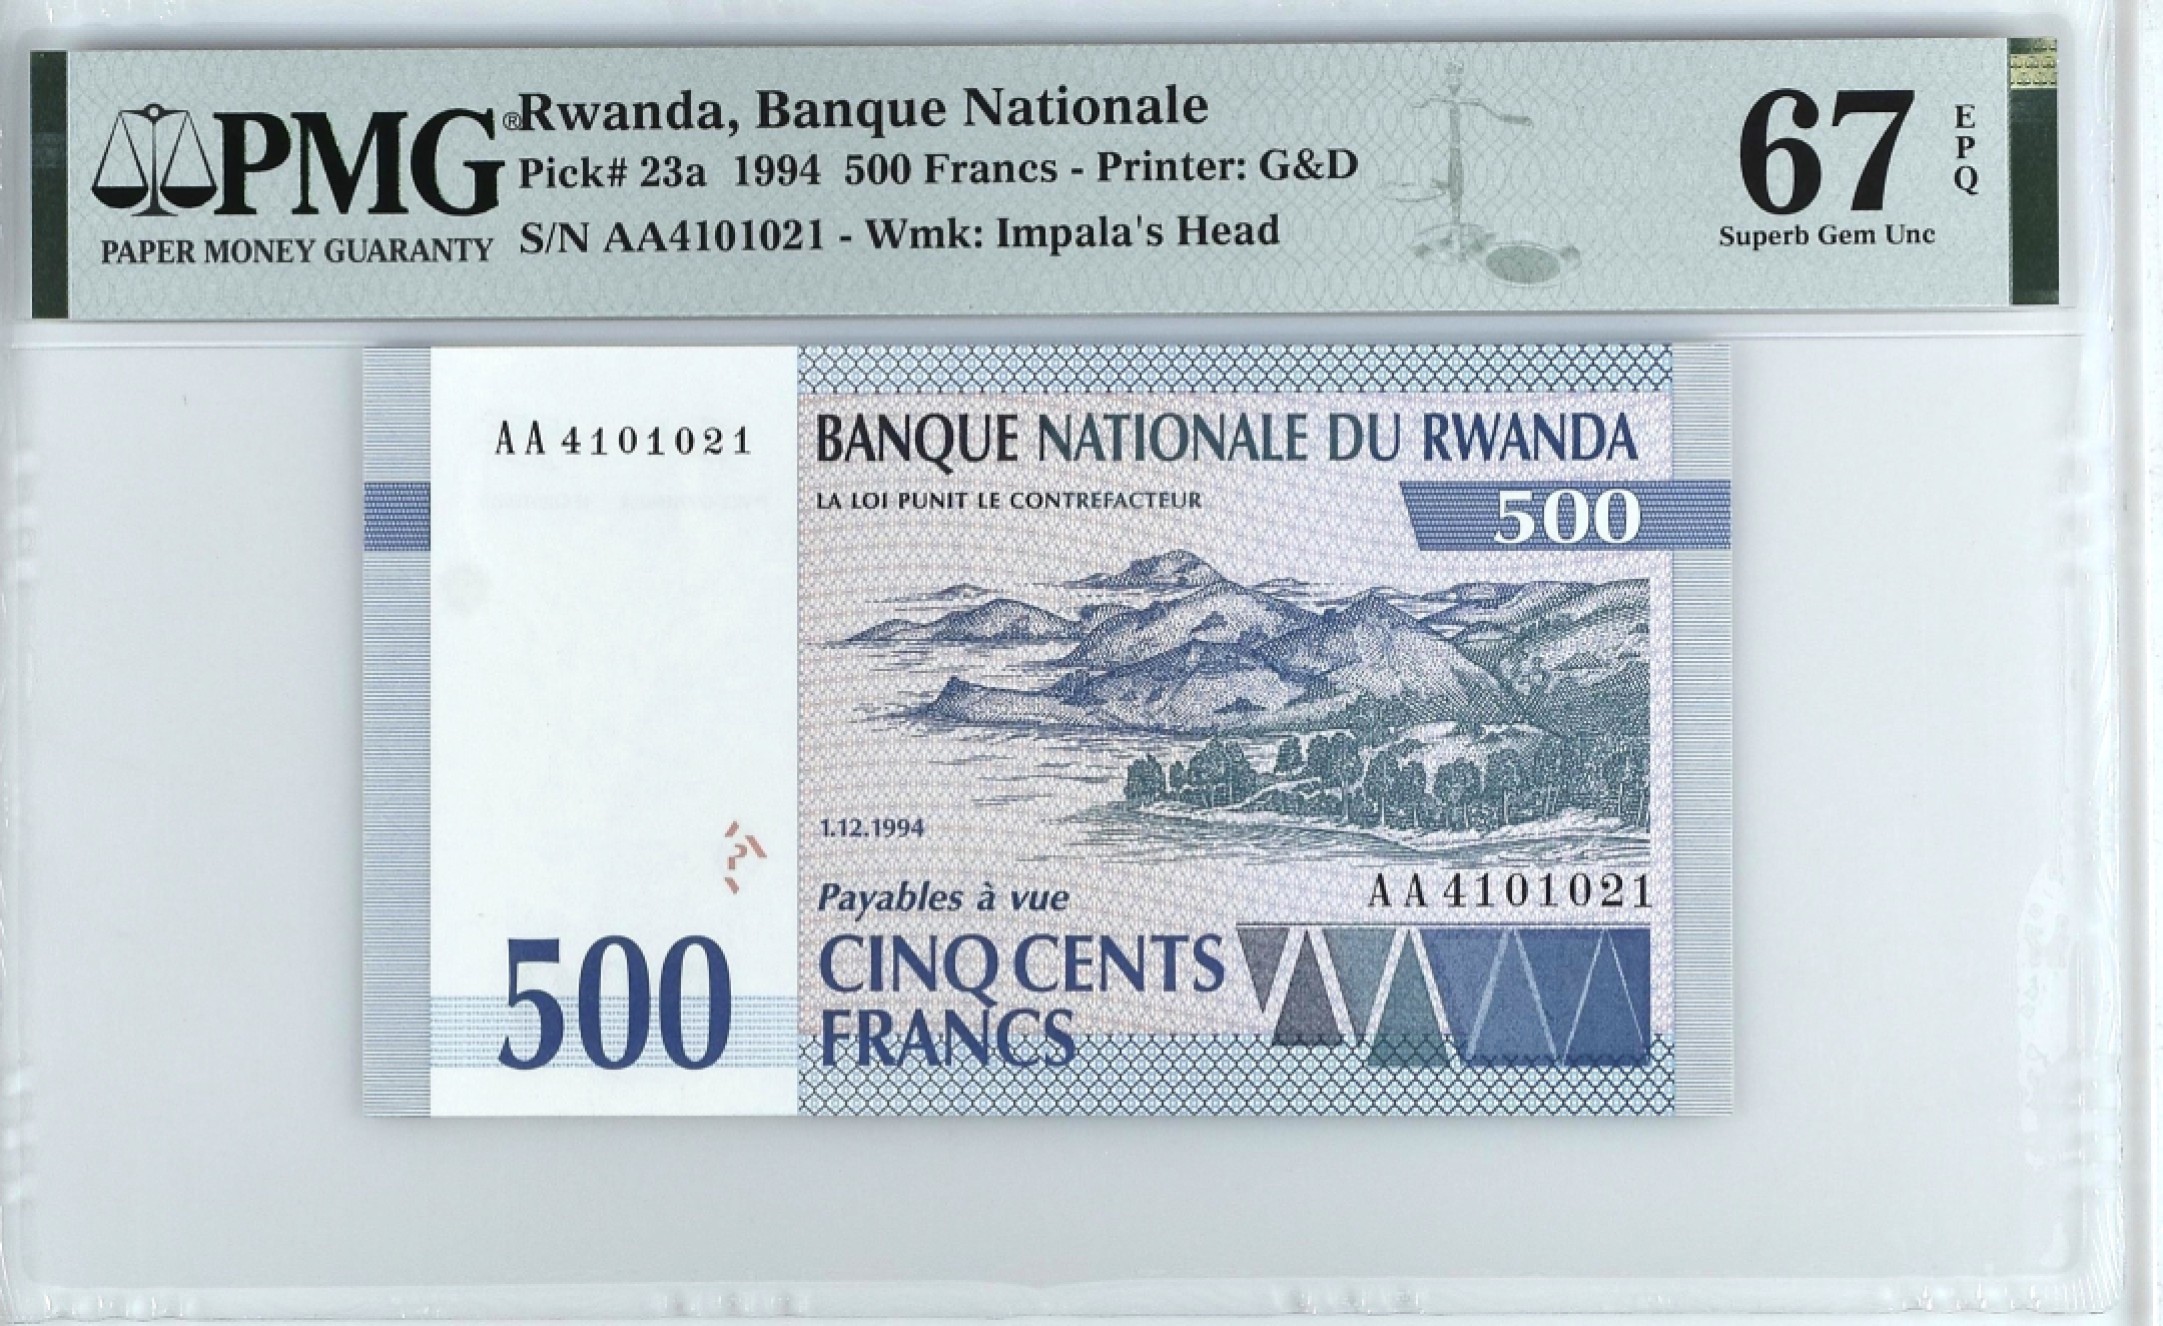 PMG®
PAPER MONEY GUARANTY
Rwanda, Banque Nationale
Pick# 23a 1994 500 Francs - Printer: G&D
S/N AA4101021 - Wmk: Impala's Head
67
EPQ
Superb Gem Unc
AA4101021
BANQUE NATIONALE DU RWANDA
LA LOI PUNIT LE CONTREFACTEUR
500
1.12.1994
AA4101021
Payables à vue
CINQ CENTS
FRANCS
500